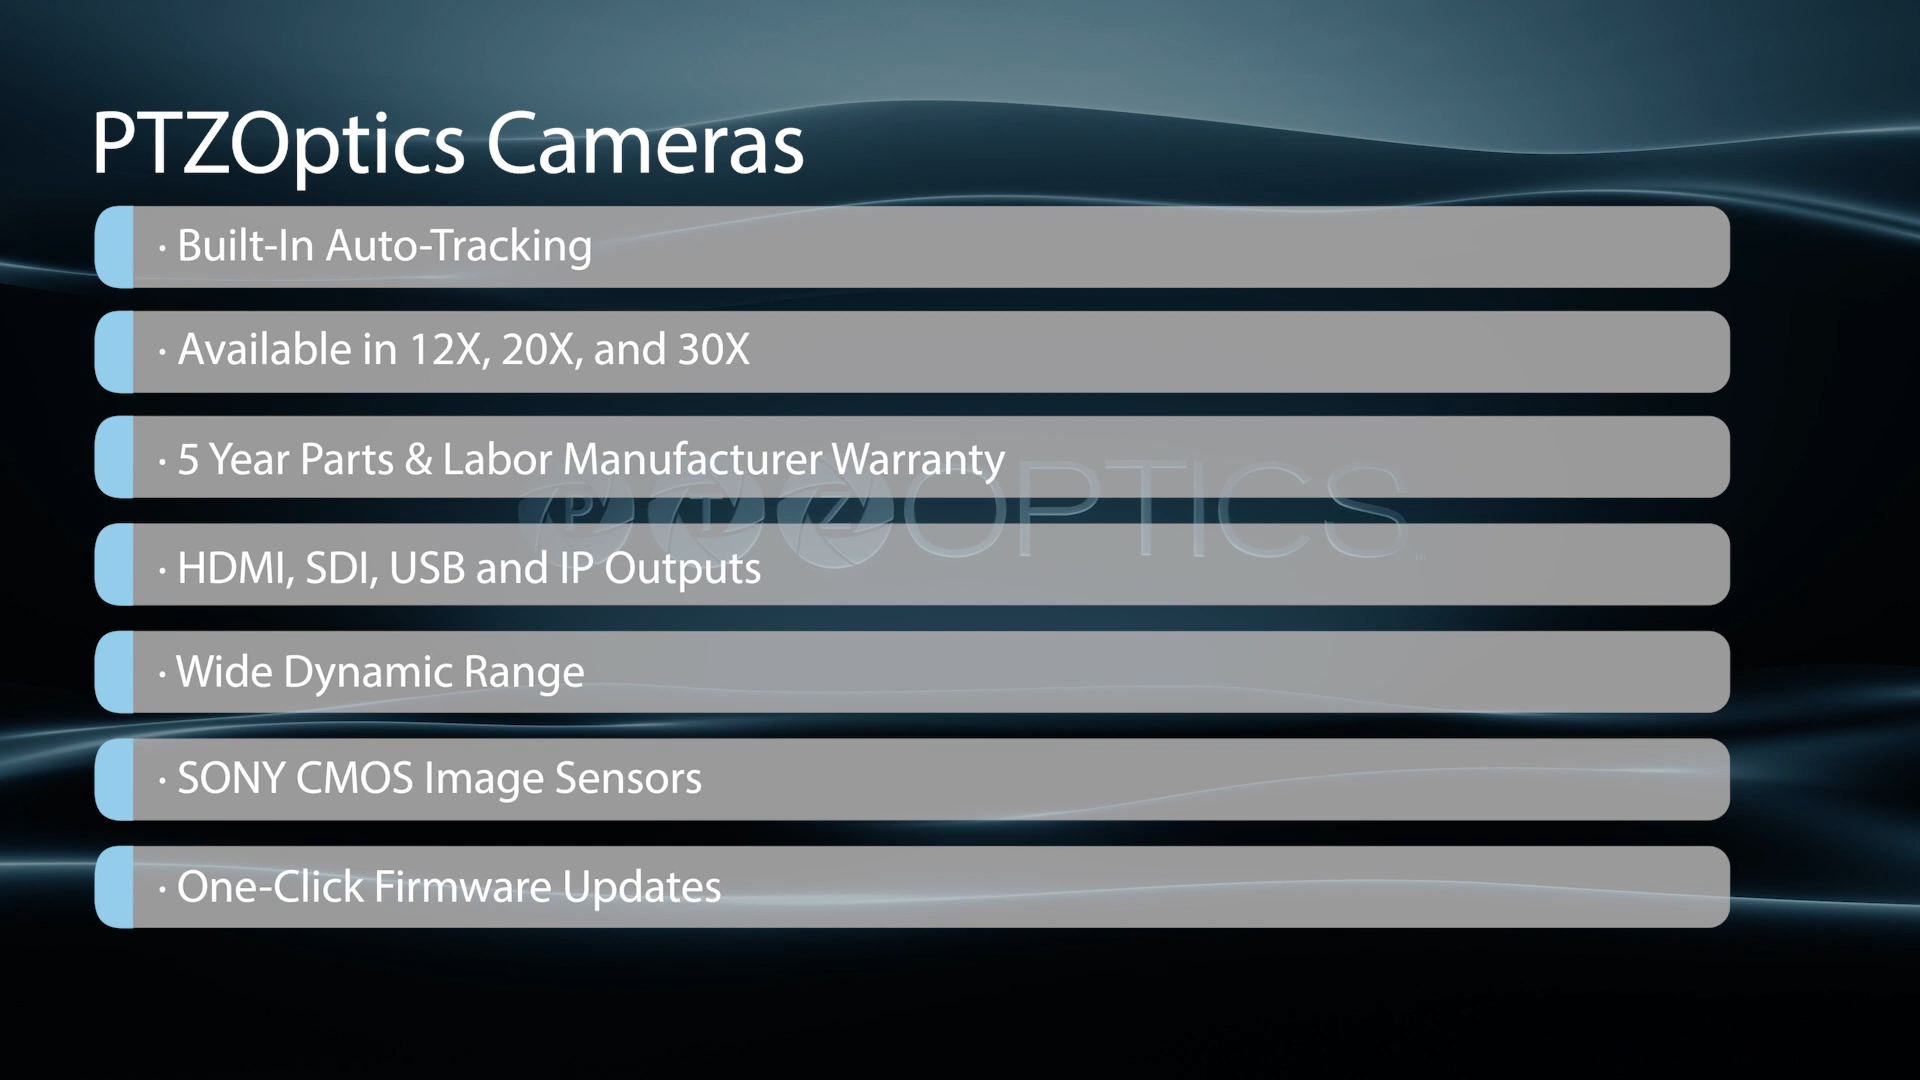 PTZOptics Cameras
· Built-In Auto-Tracking
· Available in 12X, 20X, and 30X
· 5 Year Parts & Labor Manufacturer Warranty
PTZOPTICS
· HDMI, SDI, USB and IP Outputs
· Wide Dynamic Range
· SONY CMOS Image Sensors
· One-Click Firmware Updates